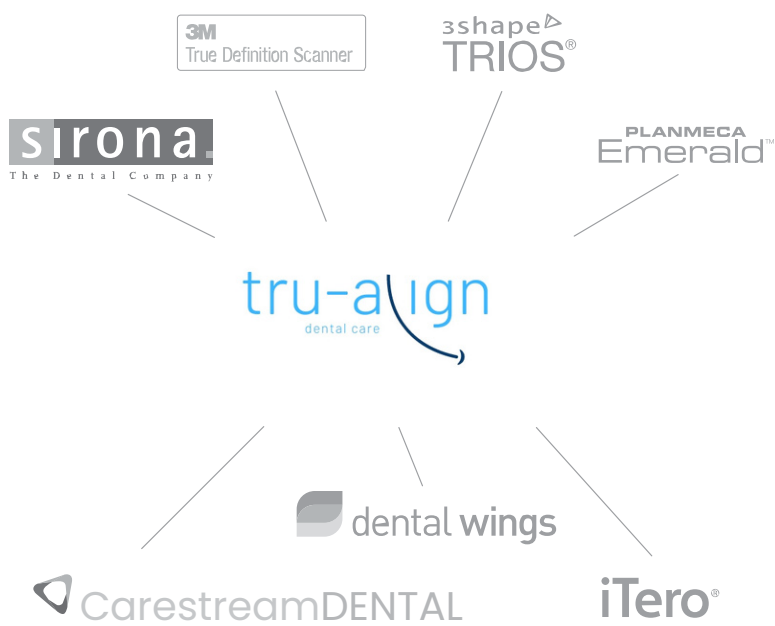 3M
True Definition Scanner
3shape
TRIOS®
sirona.
The Dental Company
PLANMECA
Emerald™
tru-align
dental care
dental wings
CarestreamDENTAL
iTero®